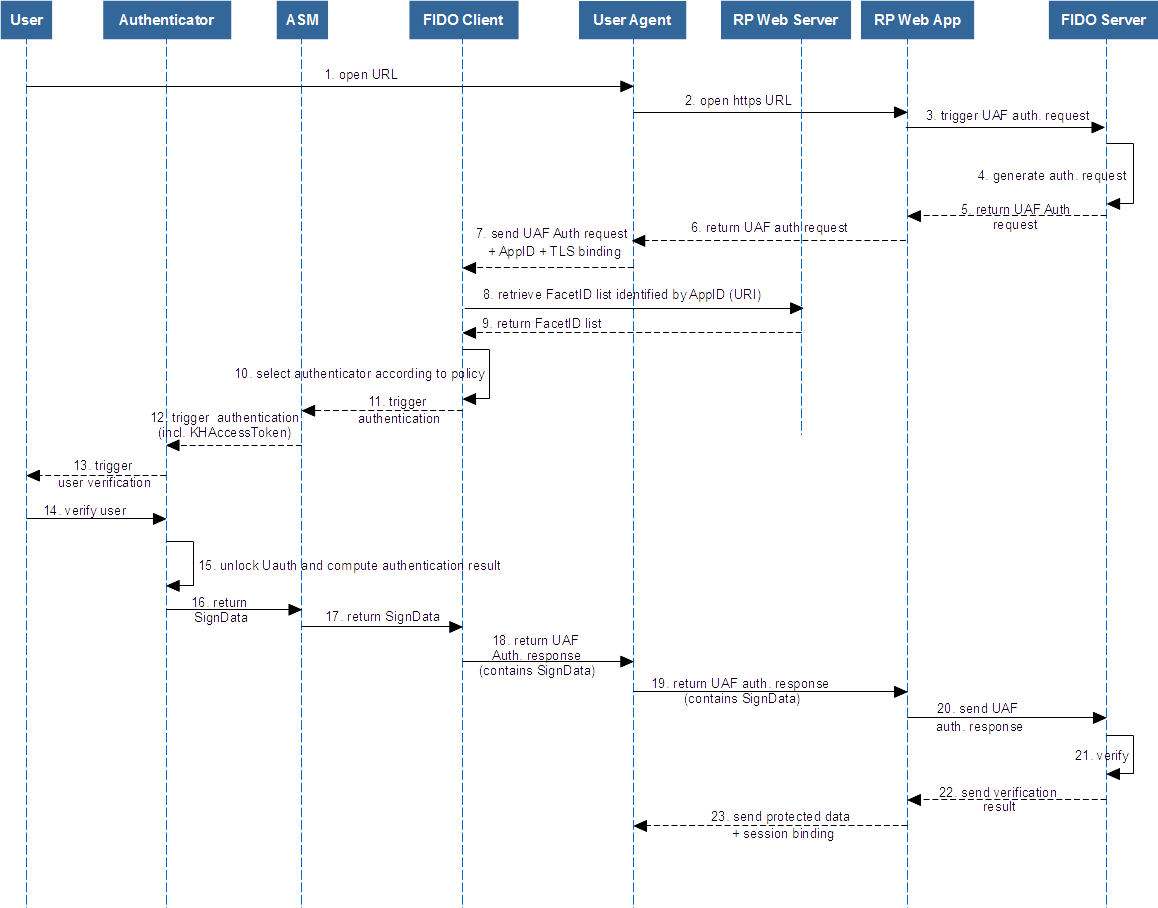 User
Authenticator
ASM
FIDO Client
User Agent
RP Web Server
RP Web App
FIDO Server
1. open URL
2. open https URL
3. trigger UAF auth. request
4. generate auth. request
5. return UAF Auth
request
6. return UAF auth request
7. send UAF Auth request
+ AppID + TLS binding
8. retrieve FacetID list identified by AppID (URI)
9. return FacetID list
10. select authenticator according to policy
11. trigger
authentication
12. trigger authentication
(incl. KHAccessToken)
13. trigger
user verification
14. verify user
15. unlock Uauth and compute authentication result
16. return
SignData
17. return SignData
18. return UAF
Auth. response
(contains SignData)
19. return UAF auth. response
(contains SignData)
20. send UAF
auth. response
21. verify
22. send verification
result
23. send protected data
+ session binding